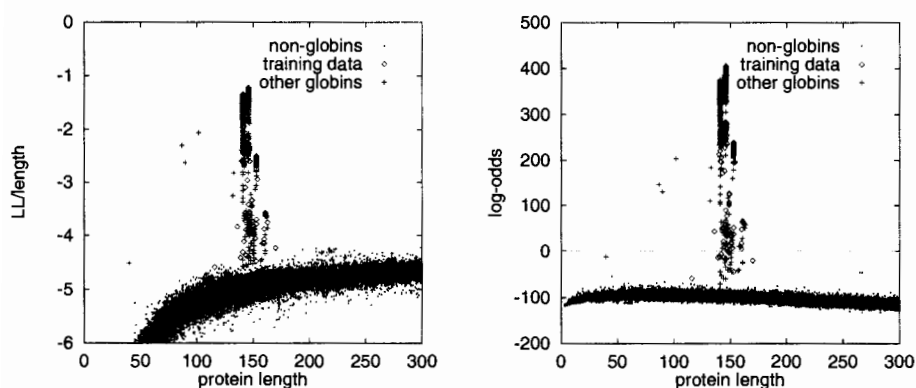 0
-1
-2
-3
-4
-5
-6
LL/length
non-globins
training data
other globins
0 50 100 150 200 250 300
protein length
500
400
300
200
100
0
-100
-200
log-odds
non-globins
training data
other globins
0 50 100 150 200 250 300
protein length